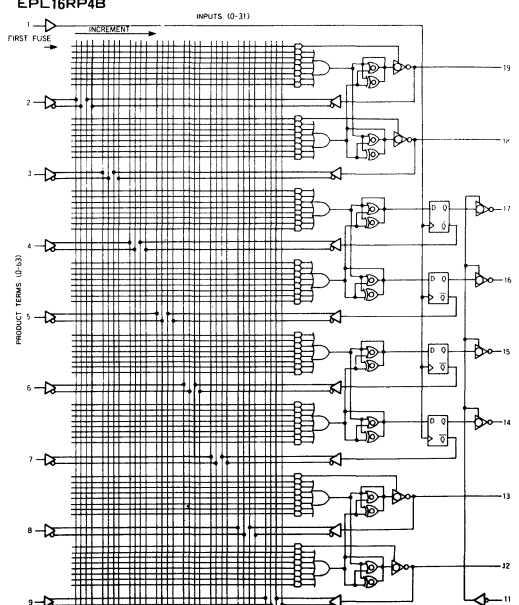 EPL16RP4B
INPUTS (0-31)
1
INCREMENT
FIRST FUSE
19
2
3
D Q
17
4
D Q
16
5
PRODUCT TERMS (0-63)
D Q
15
6
D Q
14
7
13
8
12
9
11